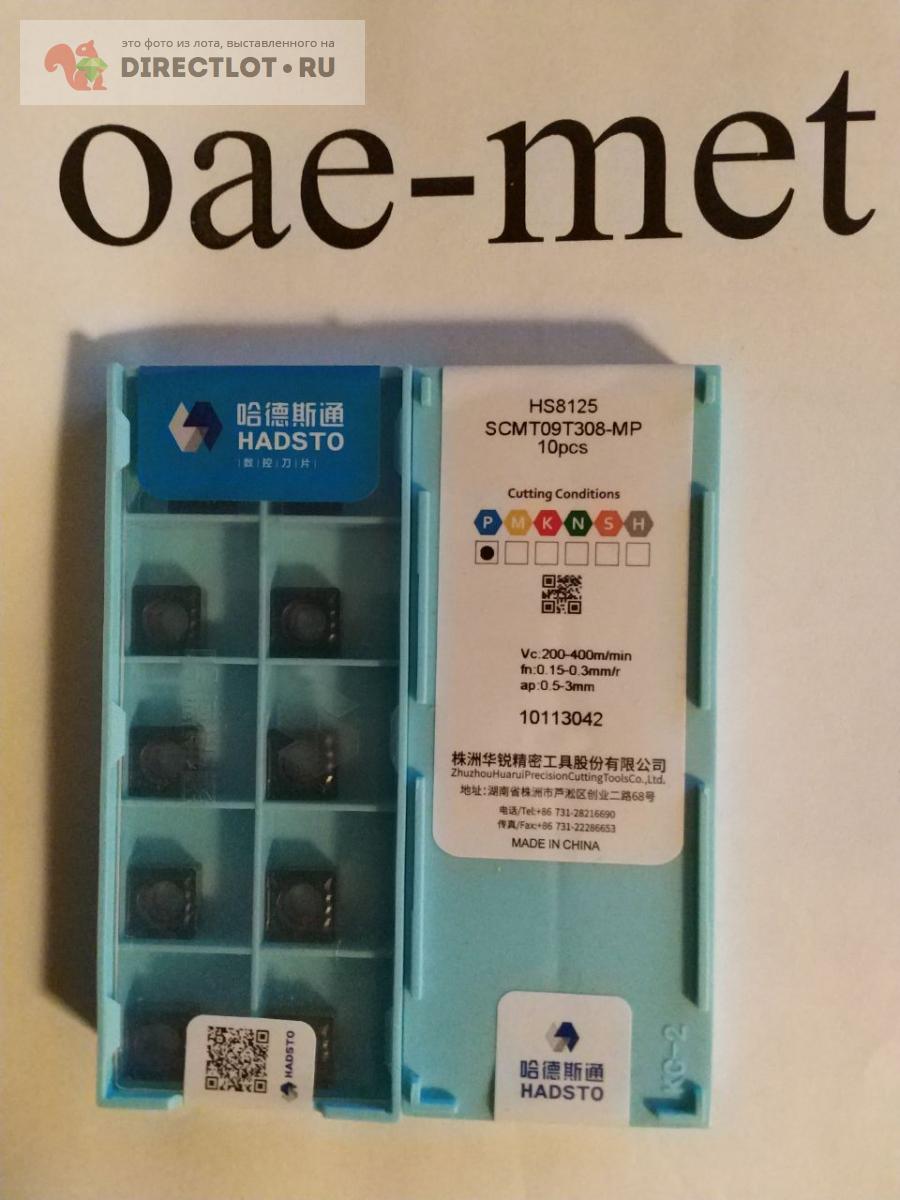 это фото из лота, выставленного на
DIRECTLOT•RU
oae-met
哈德斯通
HADSTO
数|控|刀|片
HS8125
SCMT09T308-MP
10pcs
Cutting Conditions
P M K N S H
Vc:200-400m/min
fn:0.15-0.3mm/r
ap:0.5-3mm
10113042
株洲华锐精密工具股份有限公司
ZhuzhouHuaruiPrecisionCuttingToolsCo.,Ltd.
地址:湖南省株洲市芦淞区创业二路68号
电话/Tel:+86 731-28216690
传真/Fax:+86 731-22286653
MADE IN CHINA
HADSTO
哈德斯通
HADSTO
KG-2